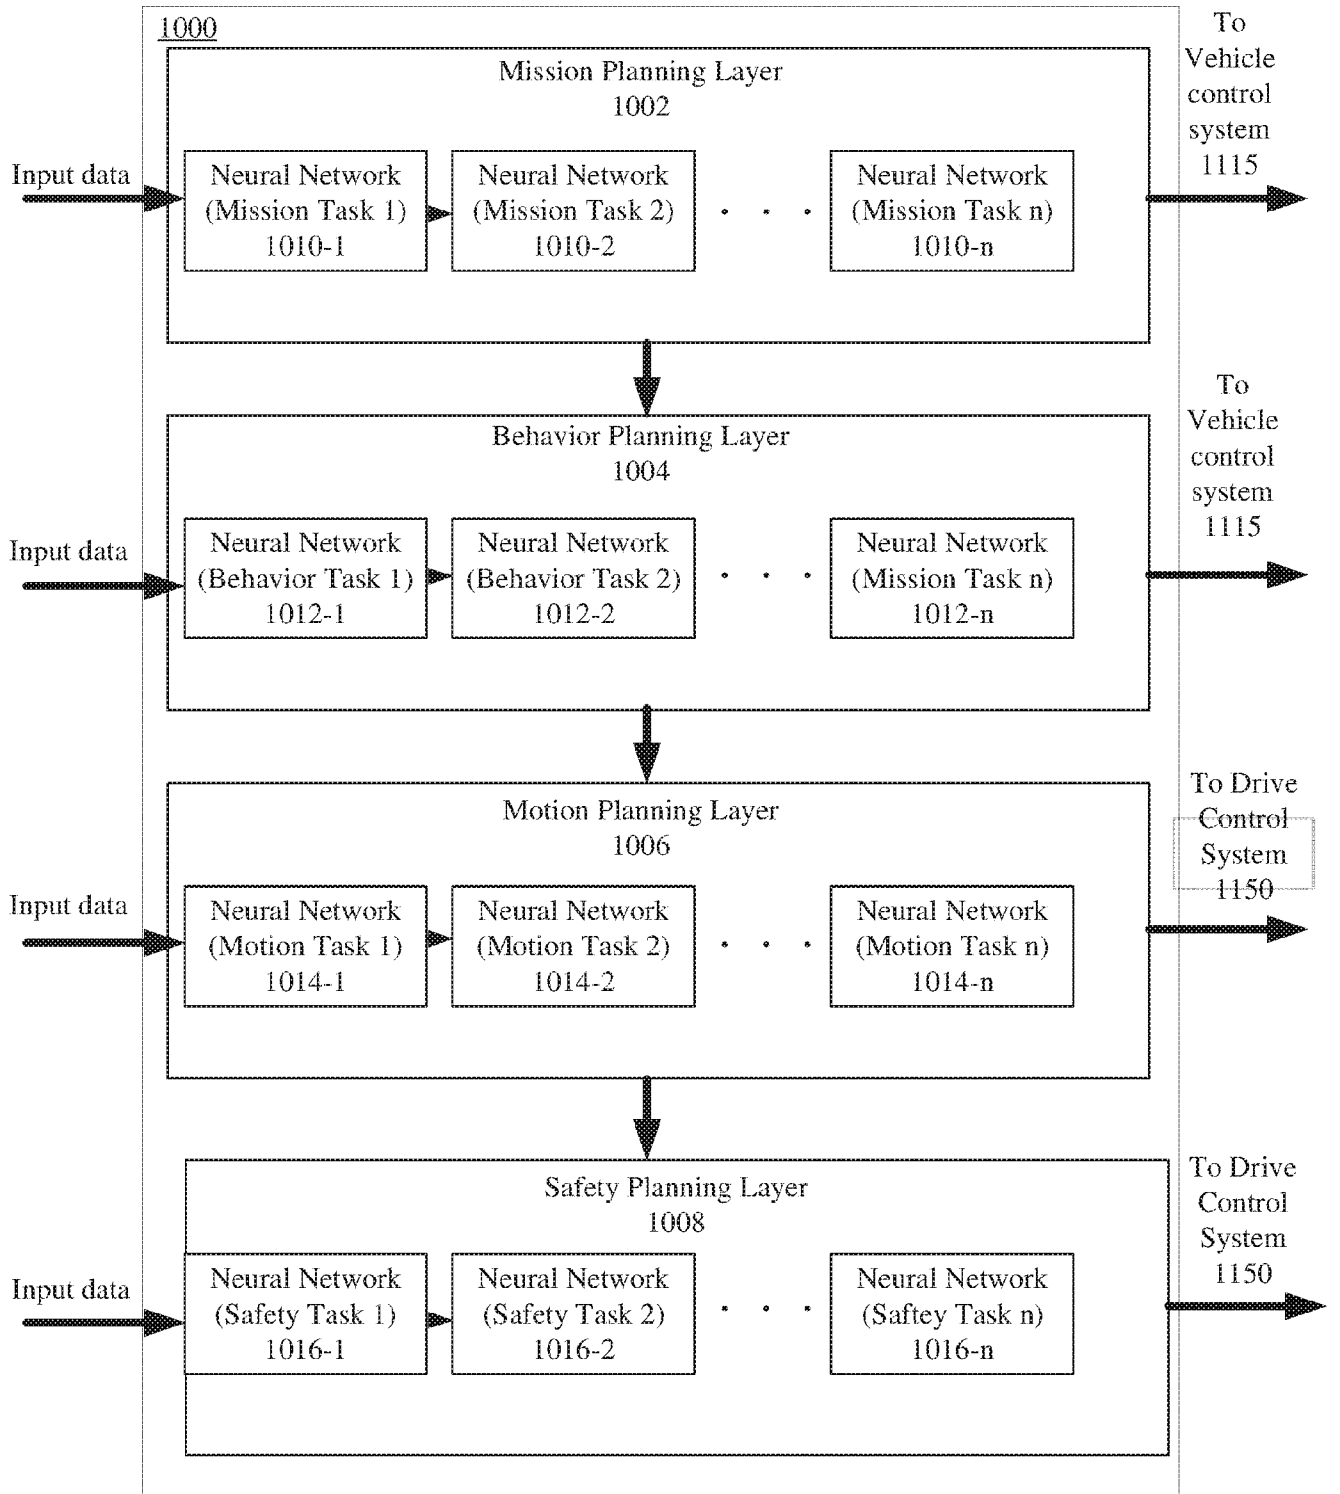 1000
Mission Planning Layer
1002
Input data
Neural Network
(Mission Task 1)
1010-1
Neural Network
(Mission Task 2)
1010-2
. . .
Neural Network
(Mission Task n)
1010-n
To
Vehicle
control
system
1115
Behavior Planning Layer
1004
Input data
Neural Network
(Behavior Task 1)
1012-1
Neural Network
(Behavior Task 2)
1012-2
. . .
Neural Network
(Mission Task n)
1012-n
To
Vehicle
control
system
1115
Motion Planning Layer
1006
Input data
Neural Network
(Motion Task 1)
1014-1
Neural Network
(Motion Task 2)
1014-2
. . .
Neural Network
(Motion Task n)
1014-n
To Drive
Control
System
1150
Safety Planning Layer
1008
Input data
Neural Network
(Safety Task 1)
1016-1
Neural Network
(Safety Task 2)
1016-2
. . .
Neural Network
(Saftey Task n)
1016-n
To Drive
Control
System
1150